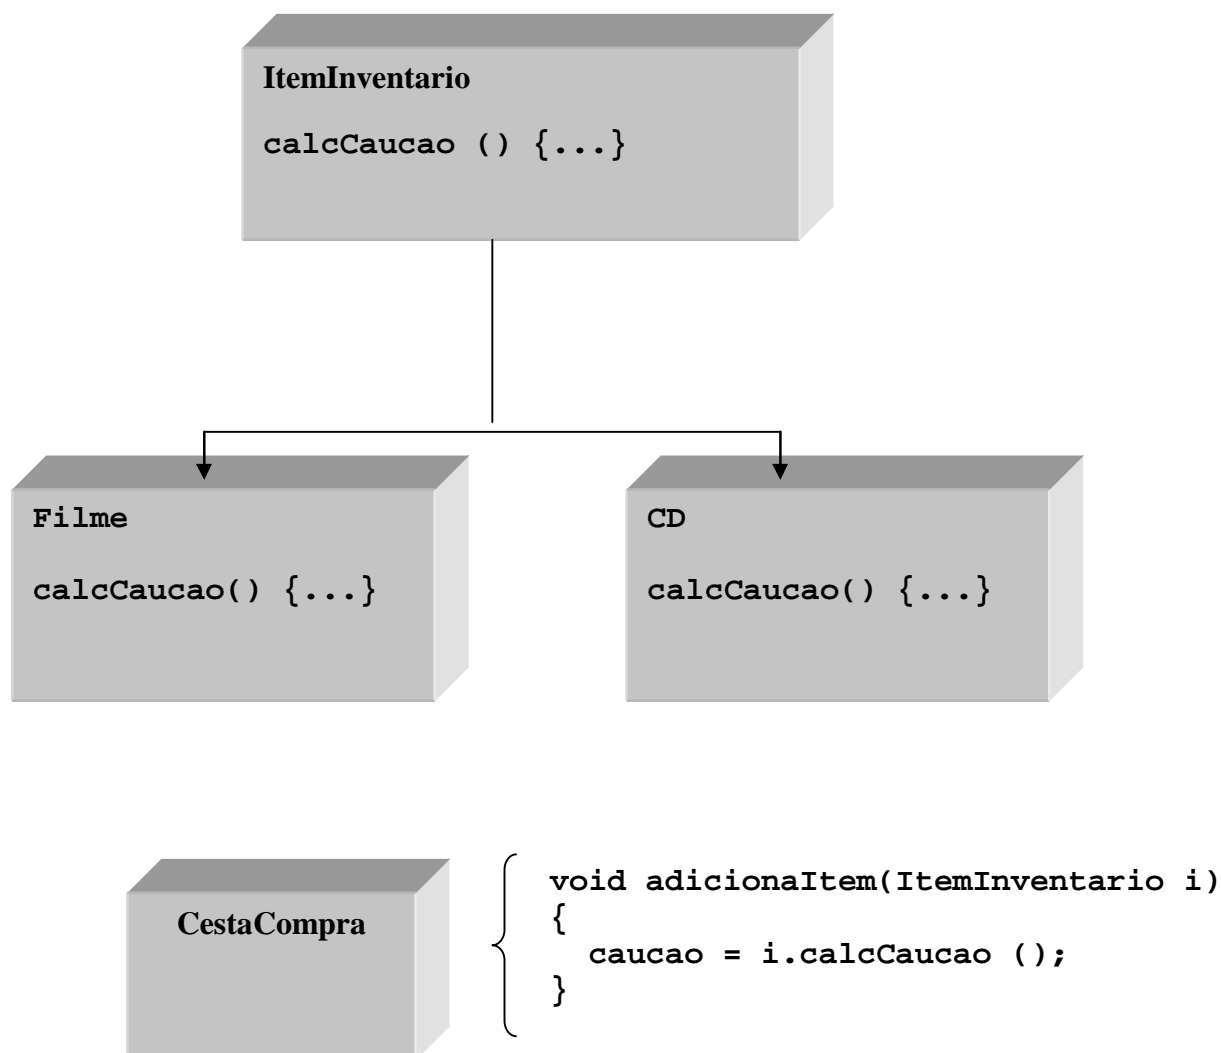 ItemInventario
calcCaucao () {...}
Filme
calcCaucao() {...}
CD
calcCaucao() {...}
CestaCompra
void adicionaItem(ItemInventario i)
{
caucao = i.calcCaucao ();
}